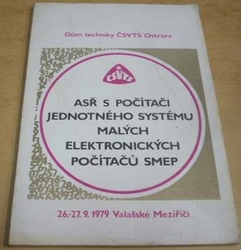 Dům techniky ČSVTS Ostrava
ČSVTS
ASŘ S POČÍTAČI
JEDNOTNÉHO SYSTÉMU
MALÝCH
ELEKTRONICKÝCH
POČÍTAČŮ SMEP
26.-27. 9. 1979 Valašské Meziříčí